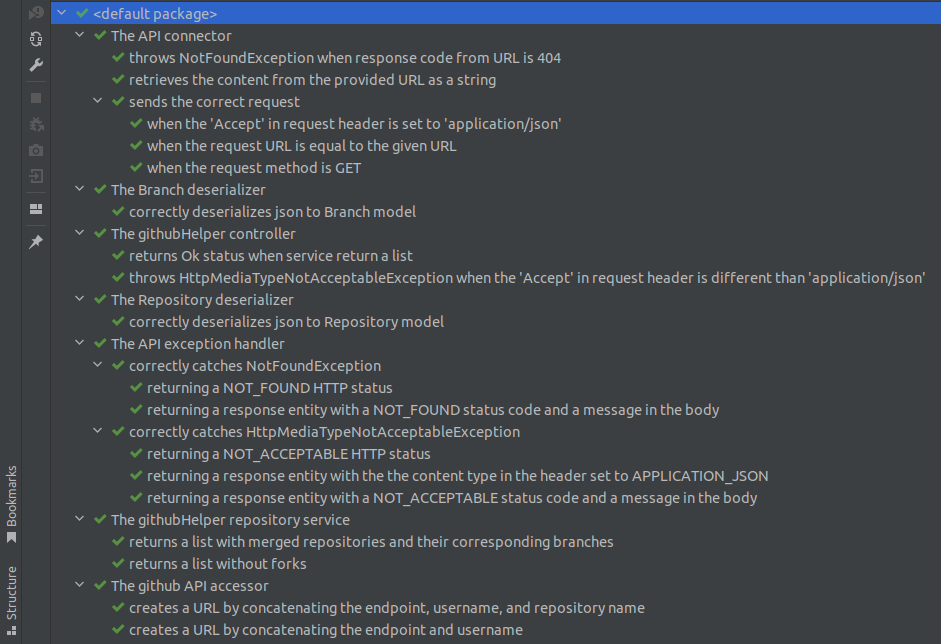 <default package>
The API connector
throws NotFoundException when response code from URL is 404
retrieves the content from the provided URL as a string
sends the correct request
when the 'Accept' in request header is set to 'application/json'
when the request URL is equal to the given URL
when the request method is GET
The Branch deserializer
correctly deserializes json to Branch model
The githubHelper controller
returns Ok status when service return a list
throws HttpMediaTypeNotAcceptableException when the 'Accept' in request header is different than 'application/json'
The Repository deserializer
correctly deserializes json to Repository model
The API exception handler
correctly catches NotFoundException
returning a NOT_FOUND HTTP status
returning a response entity with a NOT_FOUND status code and a message in the body
correctly catches HttpMediaTypeNotAcceptableException
returning a NOT_ACCEPTABLE HTTP status
returning a response entity with the the content type in the header set to APPLICATION_JSON
returning a response entity with a NOT_ACCEPTABLE status code and a message in the body
The githubHelper repository service
returns a list with merged repositories and their corresponding branches
returns a list without forks
The github API accessor
creates a URL by concatenating the endpoint, username, and repository name
creates a URL by concatenating the endpoint and username
Bookmarks
Structure